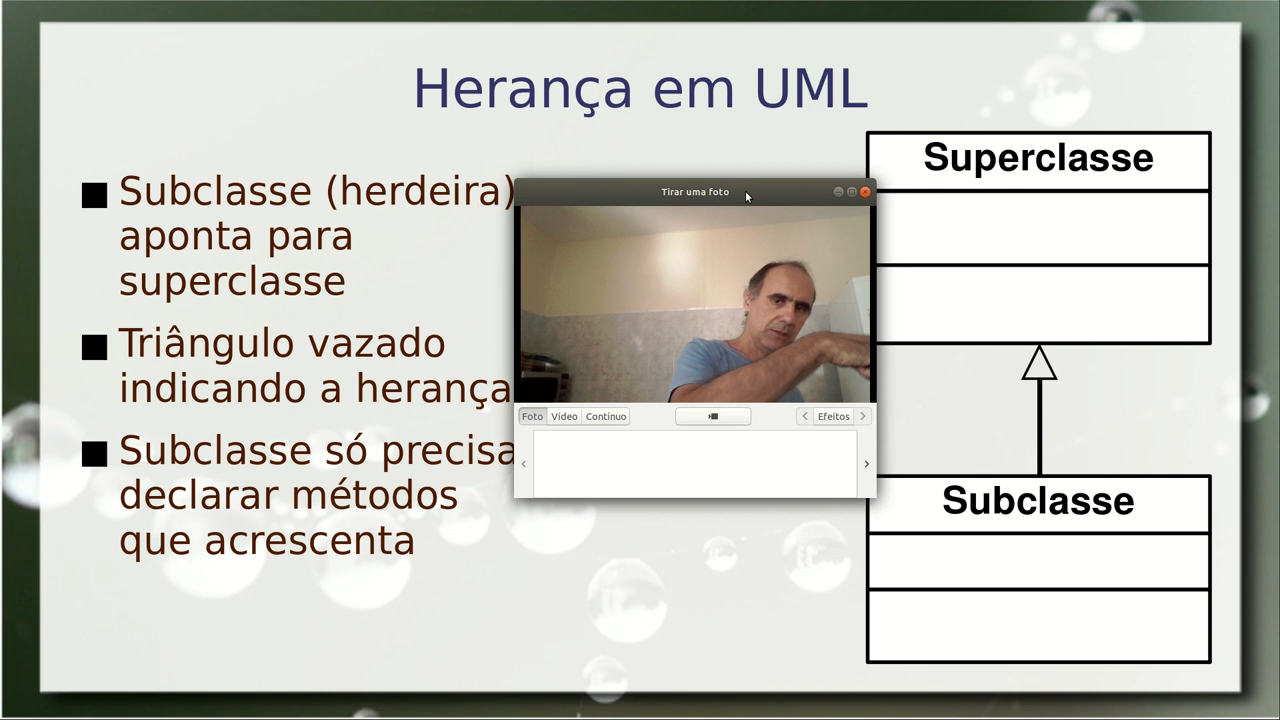 Herança em UML
Subclasse (herdeira)
aponta para
superclasse
Triângulo vazado
indicando a herança
Subclasse só precisa
declarar métodos
que acrescenta
Tirar uma foto
Foto
Vídeo
Contínuo
Efeitos
Superclasse
Subclasse